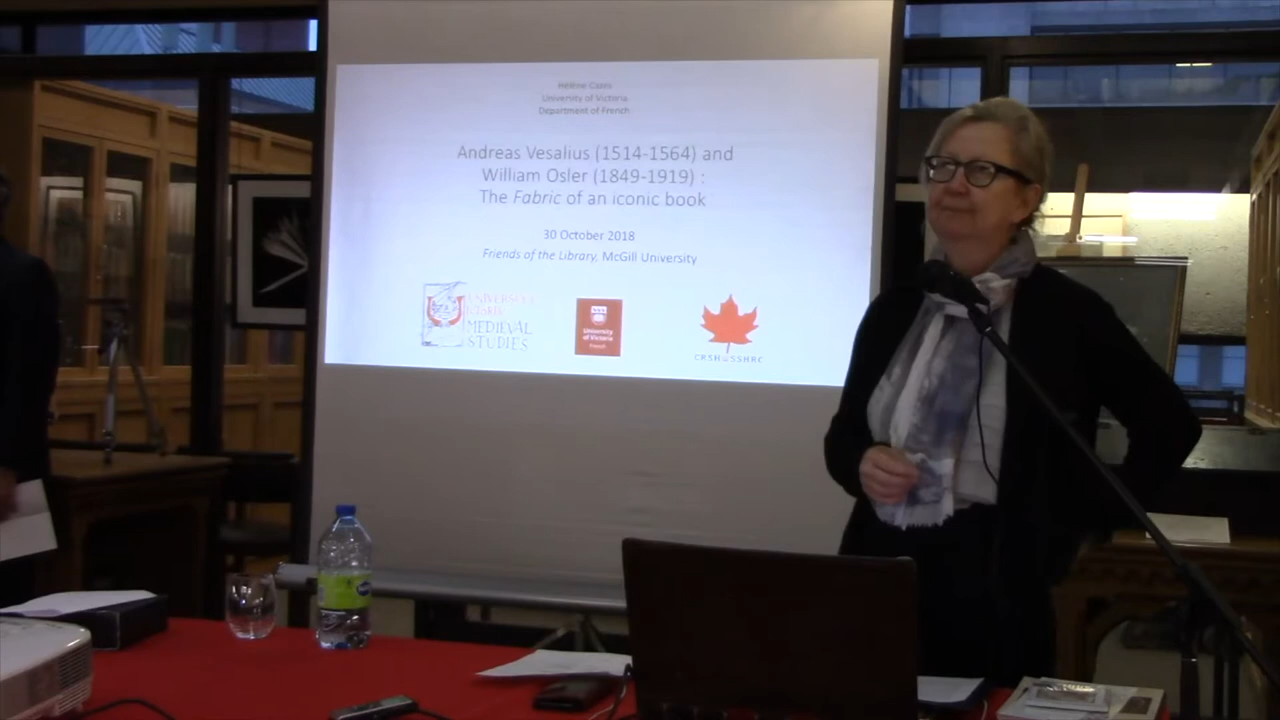 Hélène Cazes
University of Victoria
Department of French
Andreas Vesalius (1514-1564) and
William Osler (1849-1919) :
The Fabric of an iconic book
30 October 2018
Friends of the Library, McGill University
MEDIEVAL
STUDIES
University
of Victoria
French
CRSH SSHRC